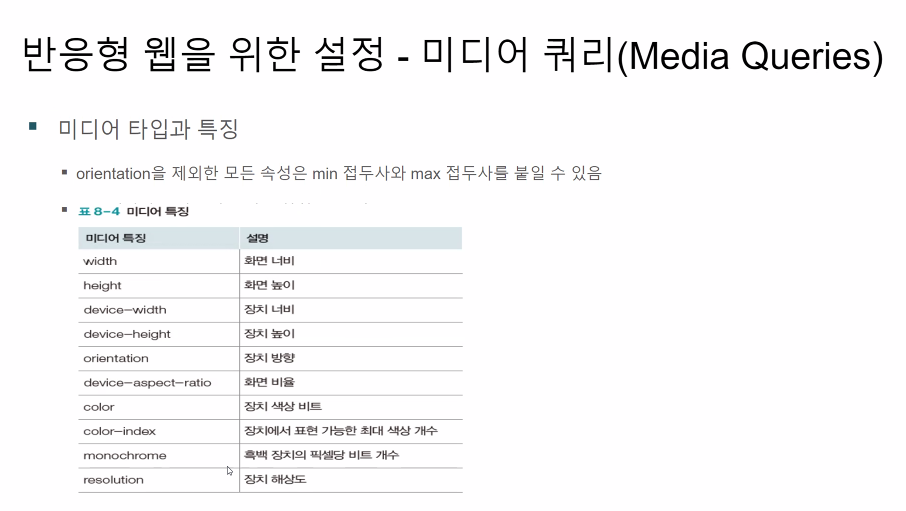 반응형 웹을 위한 설정 - 미디어 쿼리(Media Queries)
미디어 타입과 특징
orientation을 제외한 모든 속성은 min 접두사와 max 접두사를 붙일 수 있음
표 8-4 미디어 특징
미디어 특징 설명
width 화면 너비
height 화면 높이
device-width 장치 너비
device-height 장치 높이
orientation 장치 방향
device-aspect-ratio 화면 비율
color 장치 색상 비트
color-index 장치에서 표현 가능한 최대 색상 개수
monochrome 흑백 장치의 픽셀당 비트 개수
resolution 장치 해상도